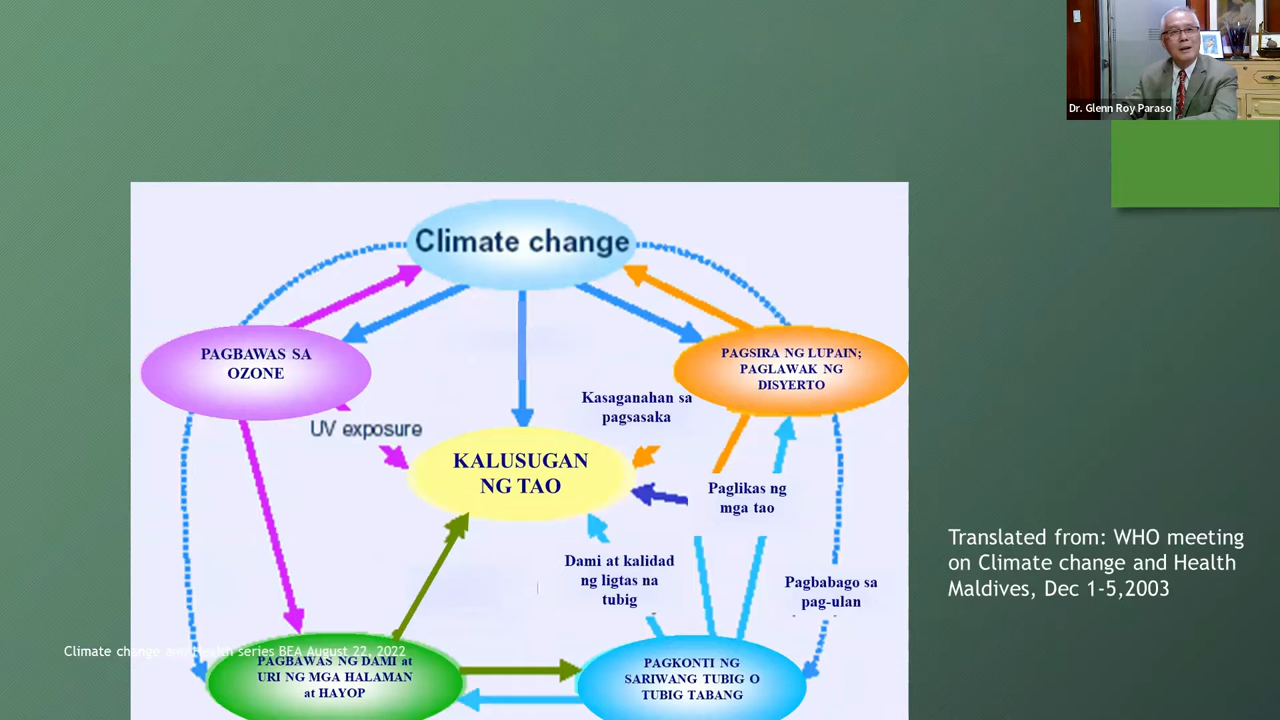 Dr. Glenn Roy Paraso
Climate change
PAGBAWAS SA
OZONE
PAGSIRA NG LUPAIN;
PAGLAWAK NG
DISYERTO
Kasaganahan sa
pagsasaka
UV exposure
KALUSUGAN
NG TAO
Paglikas ng
mga tao
Dami at kalidad
ng ligtas na
tubig
Pagbabago sa
pag-ulan
Translated from: WHO meeting
on Climate change and Health
Maldives, Dec 1-5,2003
Climate change and Health series BEA August 22, 2022
PAGBAWAS NG DAMI at
URI NG MGA HALAMAN
at HAYOP
PAGKONTI NG
SARIWANG TUBIG O
TUBIG TABANG